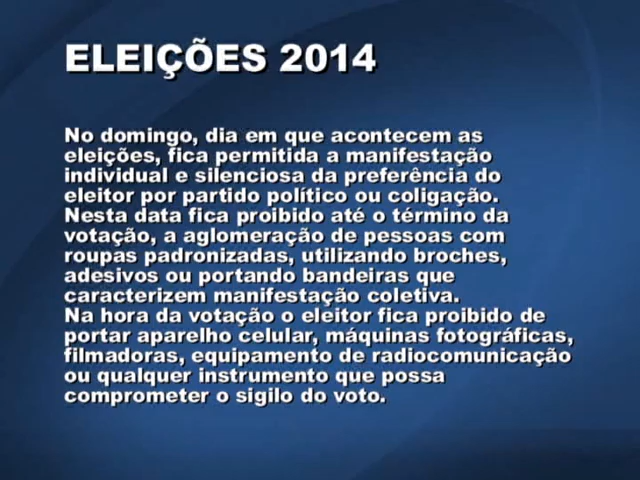 ELEIÇÕES 2014
No domingo, dia em que acontecem as
eleições, fica permitida a manifestação
individual e silenciosa da preferência do
eleitor por partido político ou coligação.
Nesta data fica proibido até o término da
votação, a aglomeração de pessoas com
roupas padronizadas, utilizando broches,
adesivos ou portando bandeiras que
caracterizem manifestação coletiva.
Na hora da votação o eleitor fica proibido de
portar aparelho celular, máquinas fotográficas,
filmadoras, equipamento de radiocomunicação
ou qualquer instrumento que possa
comprometer o sigilo do voto.